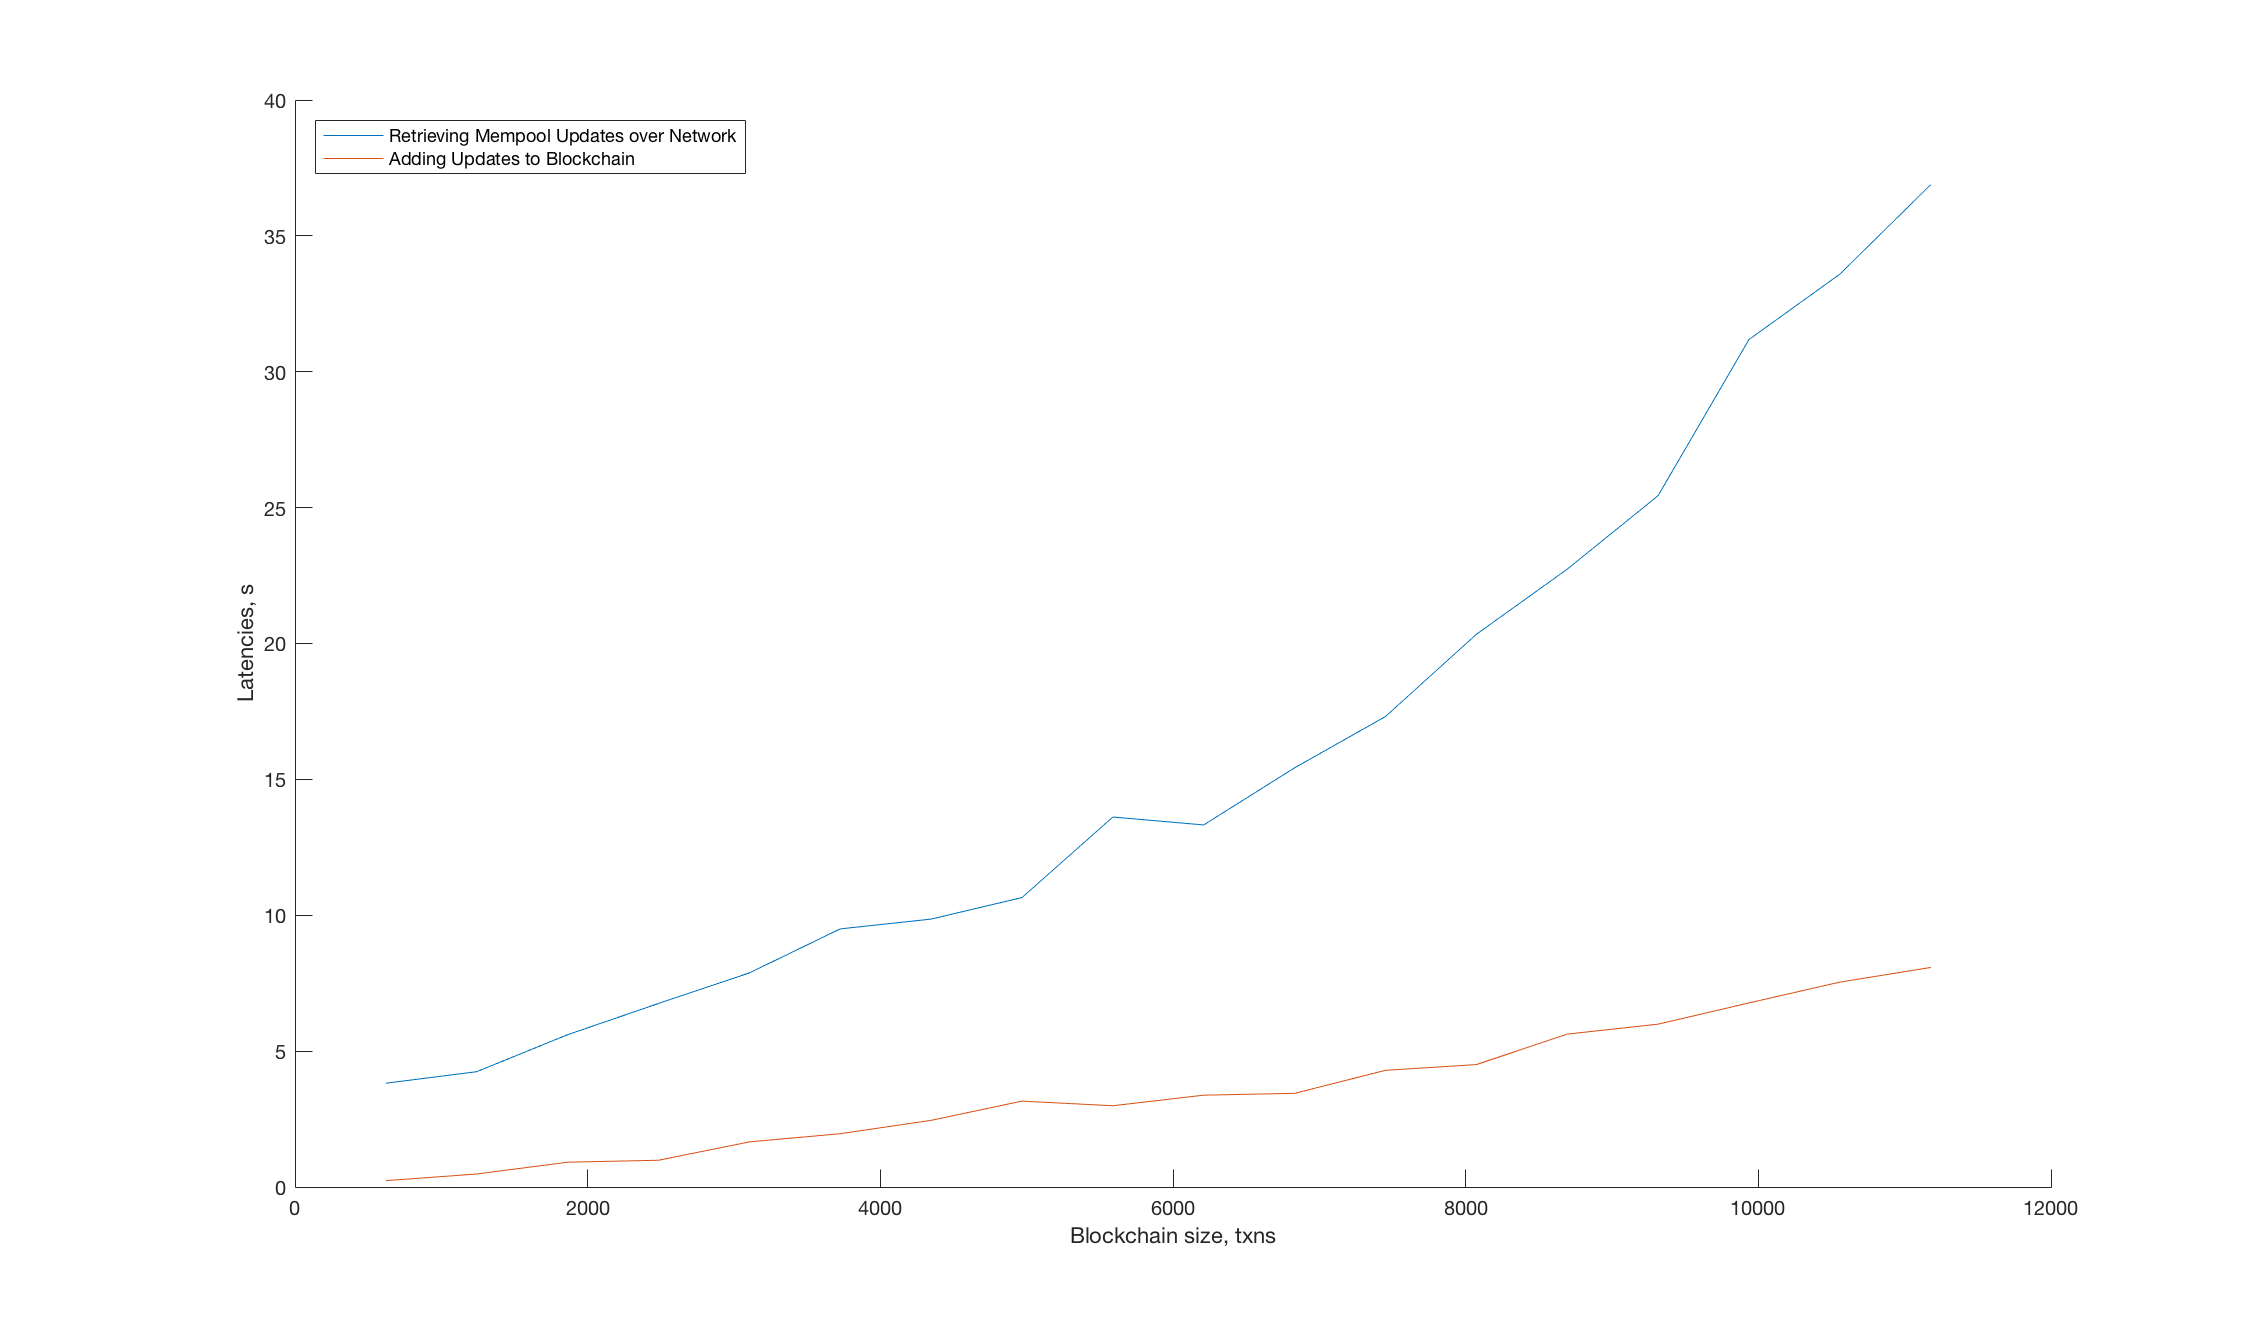 40
Retrieving Mempool Updates over Network
Adding Updates to Blockchain
35
30
25
20
15
10
5
0
Latencies, s
0 2000 4000 6000 8000 10000 12000
Blockchain size, txns